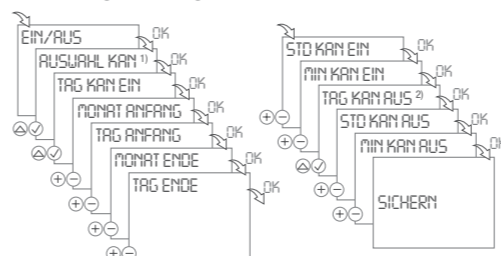 EIN/AUS
OK
AUSWAHL KAN 1)
OK
TAG KAN EIN
OK
MONAT ANFANG
OK
TAG ANFANG
OK
MONAT ENDE
OK
TAG ENDE
OK
STD KAN EIN
OK
MIN KAN EIN
OK
TAG KAN AUS 2)
OK
STD KAN AUS
OK
MIN KAN AUS
OK
SICHERN